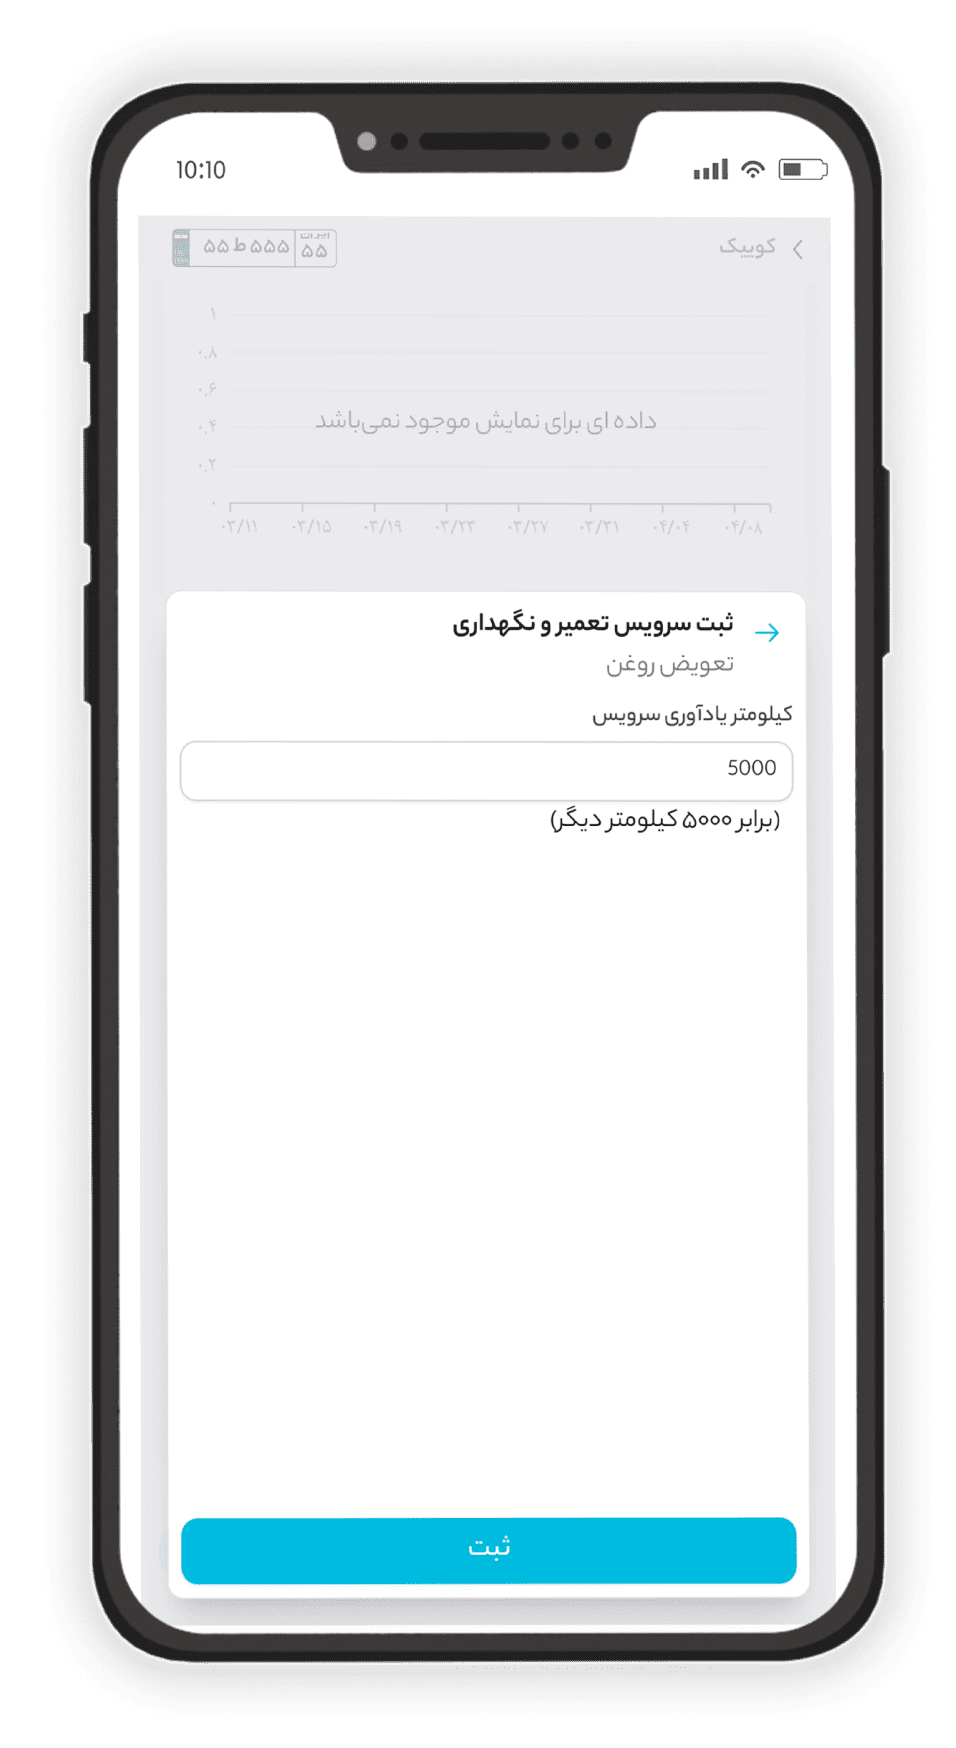 10:10
کوییک
۵۵ ط ۵۵۵ ایران ۵۵
۱
۰.۸
۰.۶
۰.۴
۰.۲
۰
داده ای برای نمایش موجود نمی‌باشد
۰۳/۱۱ ۰۳/۱۵ ۰۳/۱۹ ۰۳/۲۳ ۰۳/۲۷ ۰۳/۳۱ ۰۴/۰۴ ۰۴/۰۸
ثبت سرویس تعمیر و نگهداری
تعویض روغن
کیلومتر یادآوری سرویس
5000
(برابر ۵۰۰۰ کیلومتر دیگر)
ثبت